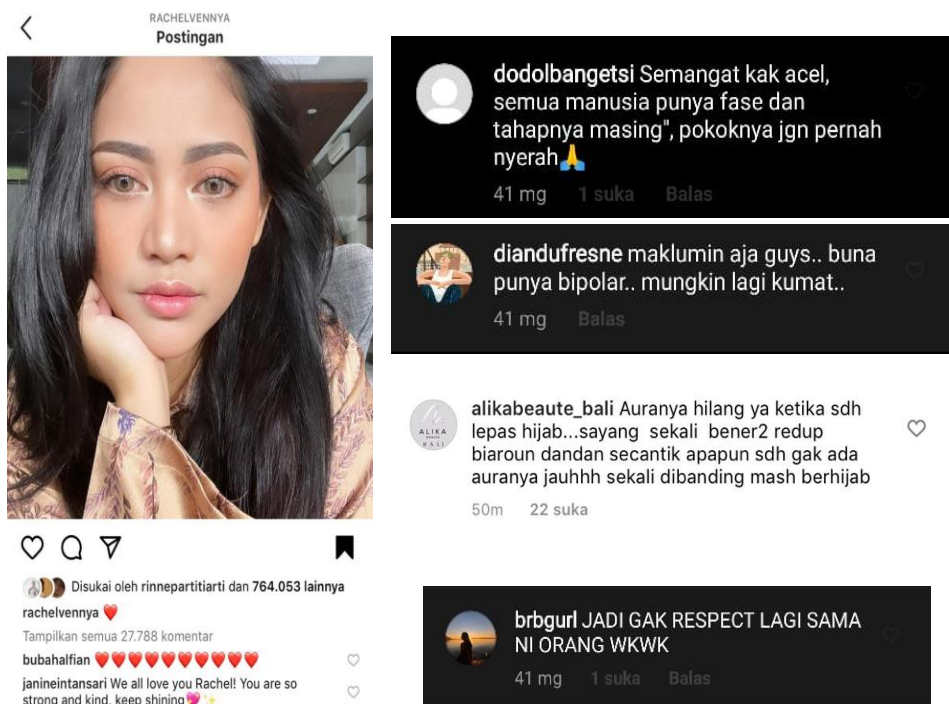 RACHELVENNYA
Postingan
Disukai oleh rinnepartitiarti dan 764.053 lainnya
rachelvennya ❤️
Tampilkan semua 27.788 komentar
bubahalfian ❤️❤️❤️❤️❤️❤️❤️❤️❤️❤️
janineintansari We all love you Rachel! You are so
strong and kind, keep shining💖✨
dodolbangetsi Semangat kak acel,
semua manusia punya fase dan
tahapnya masing", pokoknya jgn pernah
nyerah🙏
41 mg 1 suka Balas
diandufresne maklumin aja guys.. buna
punya bipolar.. mungkin lagi kumat..
41 mg Balas
ALIKA
BALI
alikabeaute_bali Auranya hilang ya ketika sdh
lepas hijab...sayang sekali bener2 redup
biaroun dandan secantik apapun sdh gak ada
auranya jauhhh sekali dibanding mash berhijab
50m 22 suka
brbgurl JADI GAK RESPECT LAGI SAMA
NI ORANG WKWK
41 mg 1 suka Balas